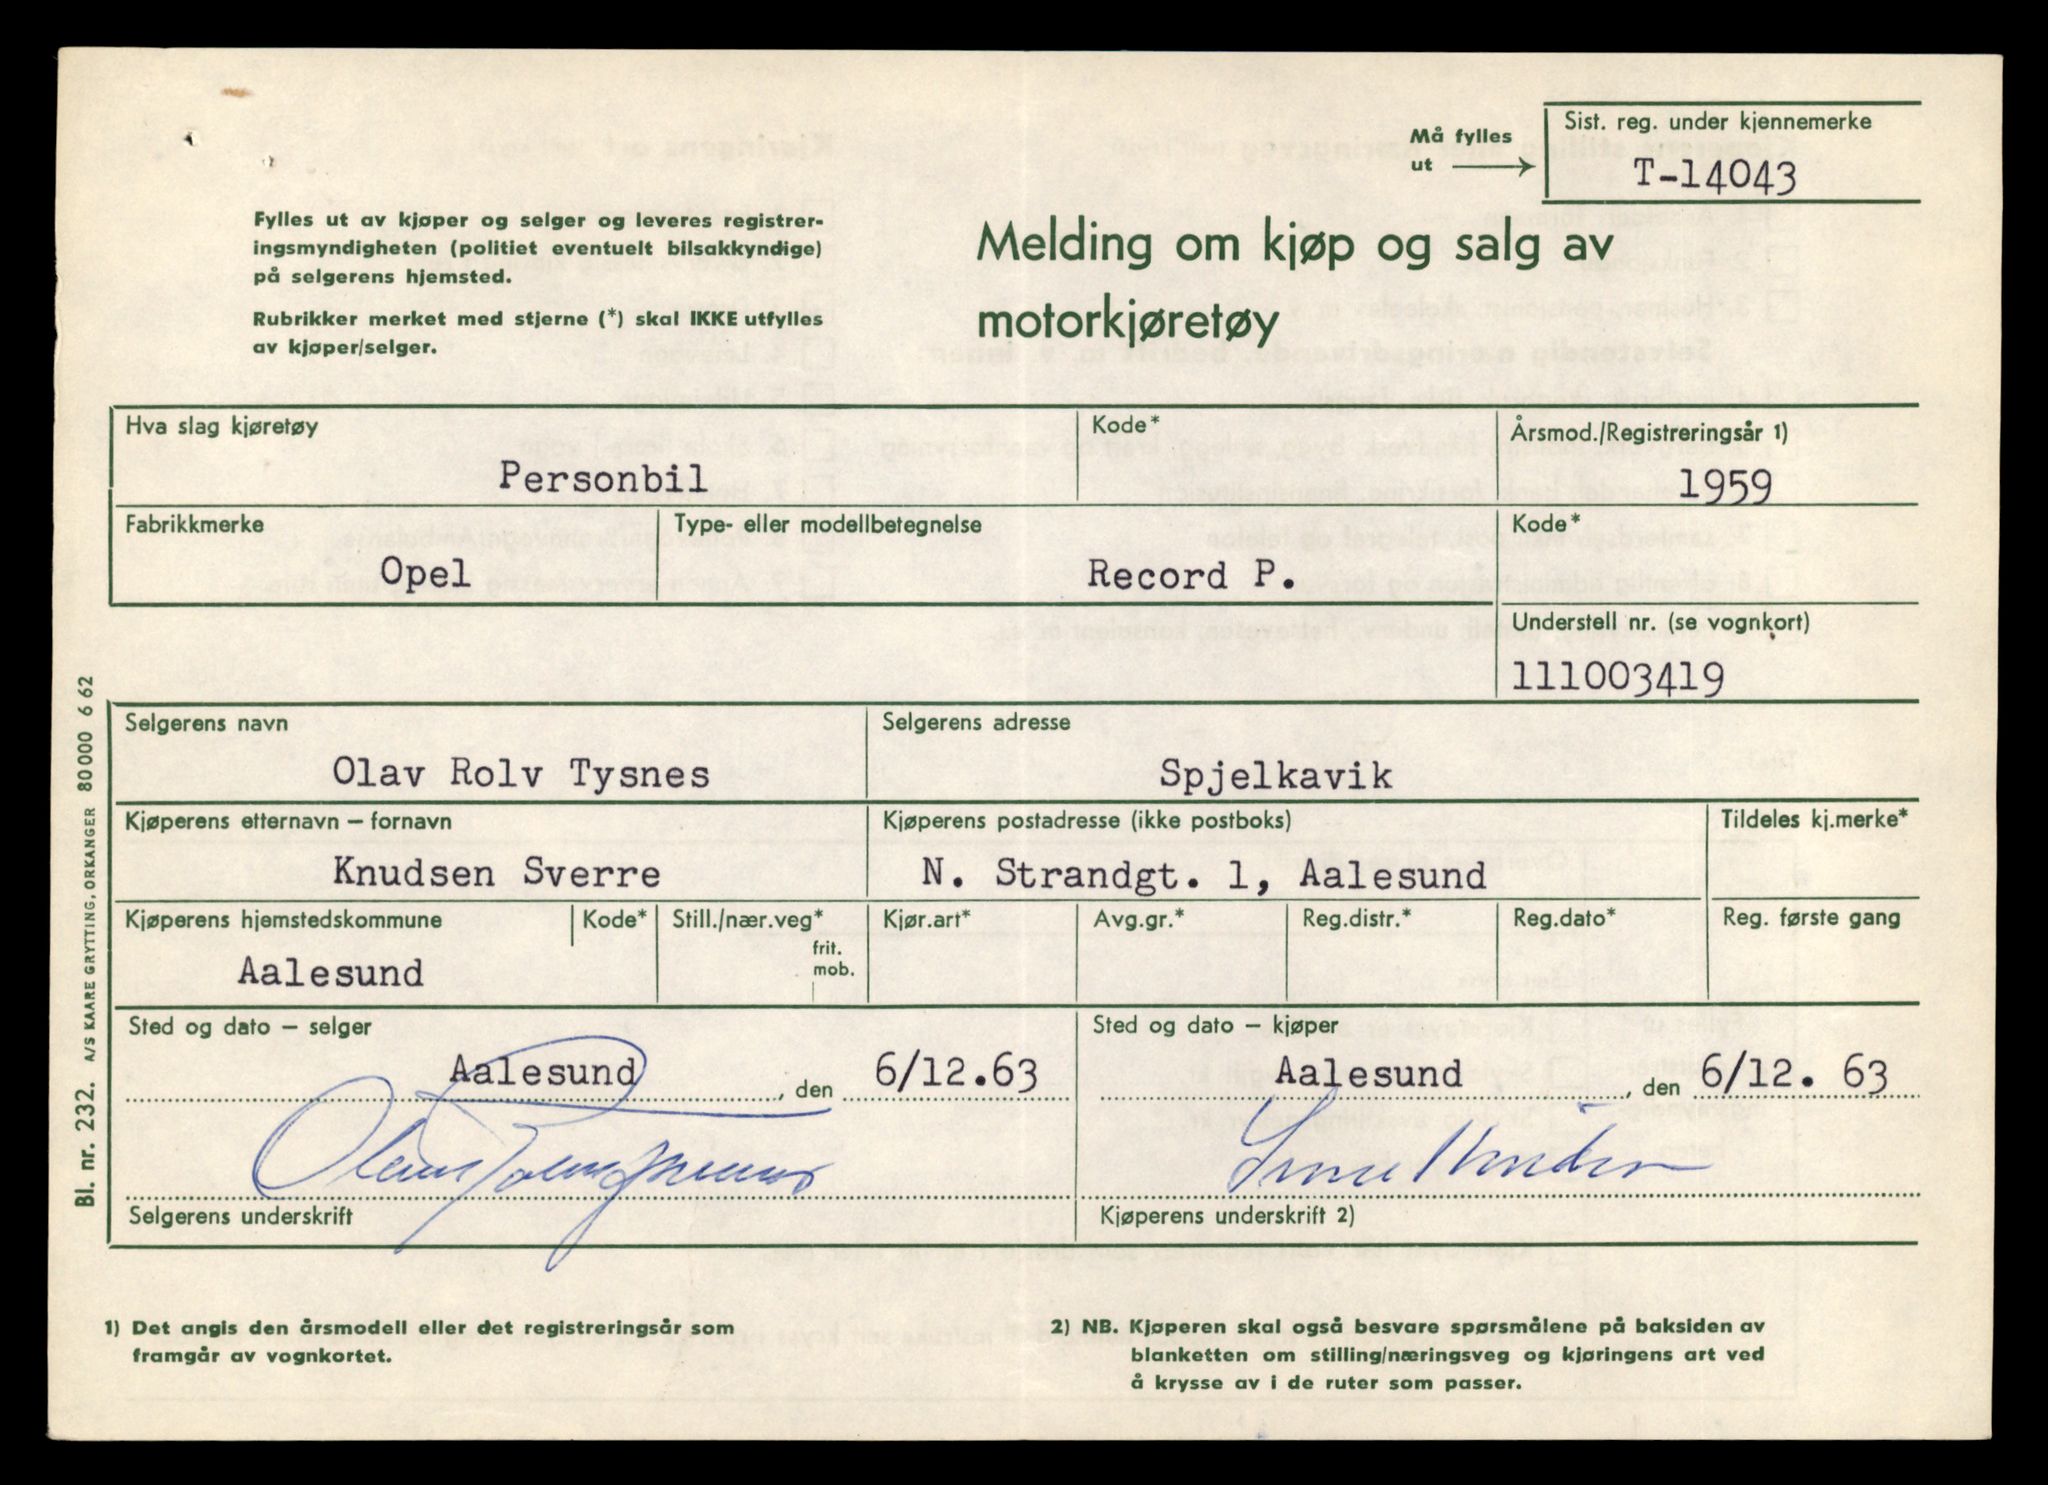 Må fylles
ut
Sist. reg. under kjennemerke
T-14043
Fylles ut av kjøper og selger og leveres registrer-
ingsmyndigheten (politiet eventuelt bilsakkyndige)
på selgerens hjemsted.
Rubrikker merket med stjerne (*) skal IKKE utfylles
av kjøper/selger.
Melding om kjøp og salg av
motorkjøretøy
Hva slag kjøretøy
Kode*
Årsmod./Registreringsår 1)
Personbil
1959
Fabrikkmerke
Type- eller modellbetegnelse
Kode*
Opel
Record P.
Understell nr. (se vognkort)
111003419
Selgerens navn
Selgerens adresse
Olav Rolv Tysnes
Spjelkavik
Kjøperens etternavn – fornavn
Kjøperens postadresse (ikke postboks)
Tildeles kj.merke*
Knudsen Sverre
N. Strandgt. 1, Aalesund
Kjøperens hjemstedskommune
Kode*
Still./nær.veg*
Kjør.art*
Avg.gr.*
Reg.distr.*
Reg.dato*
Reg. første gang
frit.
mob.
Aalesund
Sted og dato – selger
Sted og dato – kjøper
Aalesund, den 6/12.63
Aalesund, den 6/12. 63
Selgerens underskrift
Kjøperens underskrift 2)
1) Det angis den årsmodell eller det registreringsår som
framgår av vognkortet.
2) NB. Kjøperen skal også besvare spørsmålene på baksiden av
blanketten om stilling/næringsveg og kjøringens art ved
å krysse av i de ruter som passer.
Bl. nr. 232. A/S KAARE GRYTTING, ORKANGER 80000 6 62